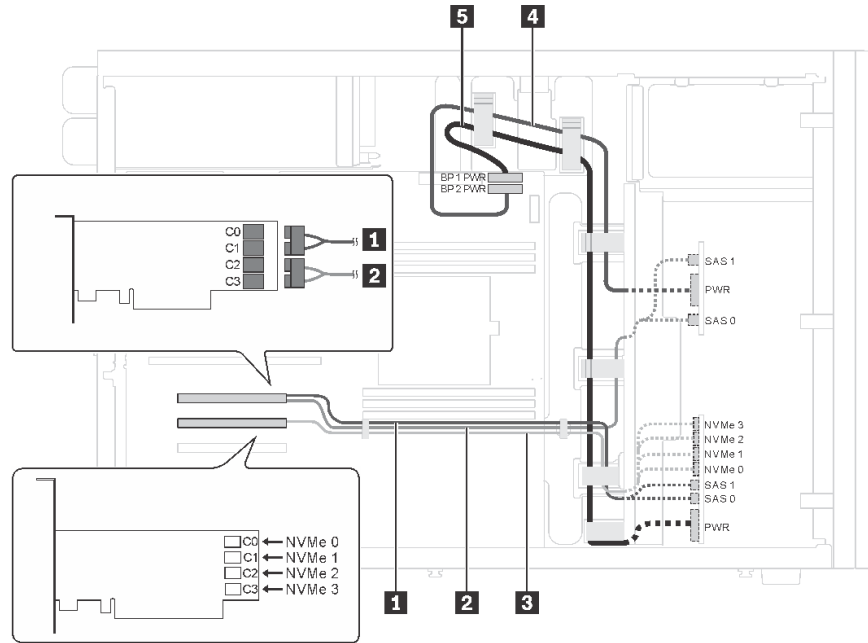 5
4
BP 1 PWR
BP 2 PWR
C0
C1
C2
C3
1
2
SAS 1
PWR
SAS 0
NVMe 3
NVMe 2
NVMe 1
NVMe 0
SAS 1
SAS 0
PWR
C0 NVMe 0
C1 NVMe 1
C2 NVMe 2
C3 NVMe 3
1
2
3